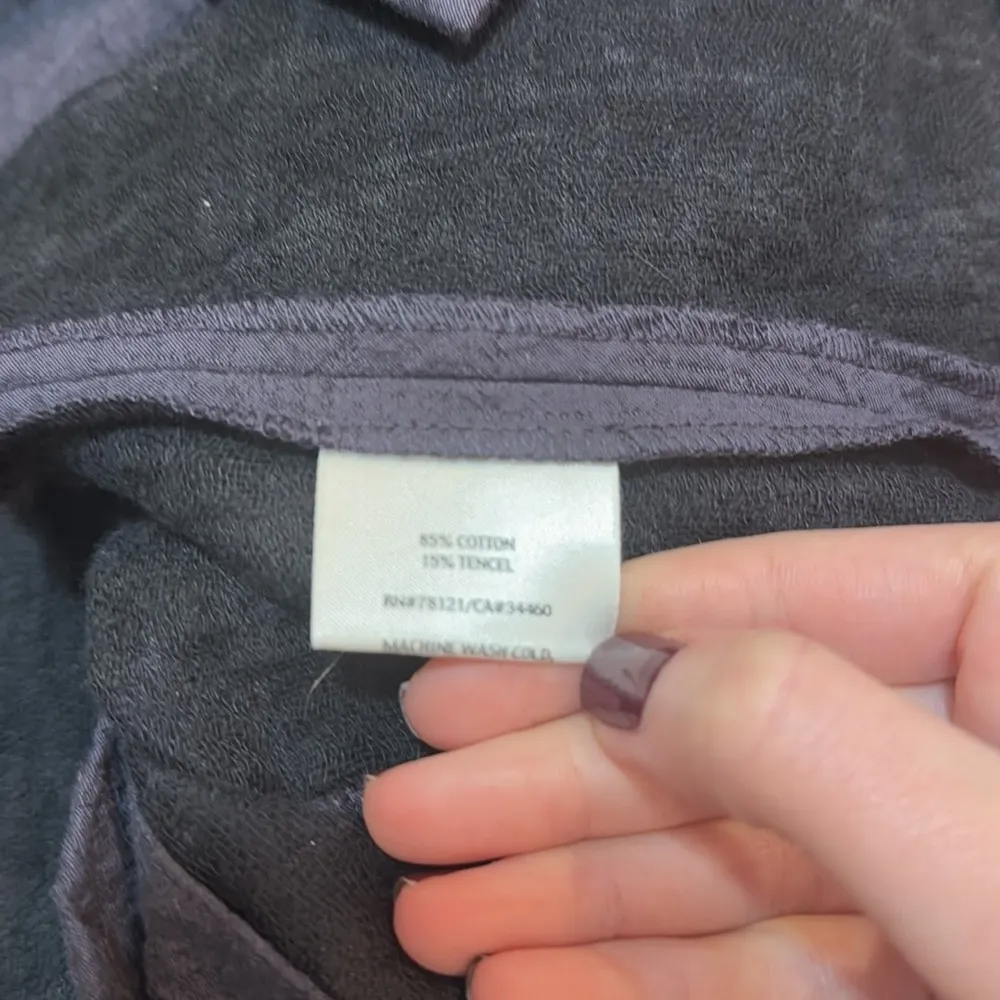 85% COTTON
15% TENCEL
RN#78121/CA#34460
MACHINE WASH COLD,